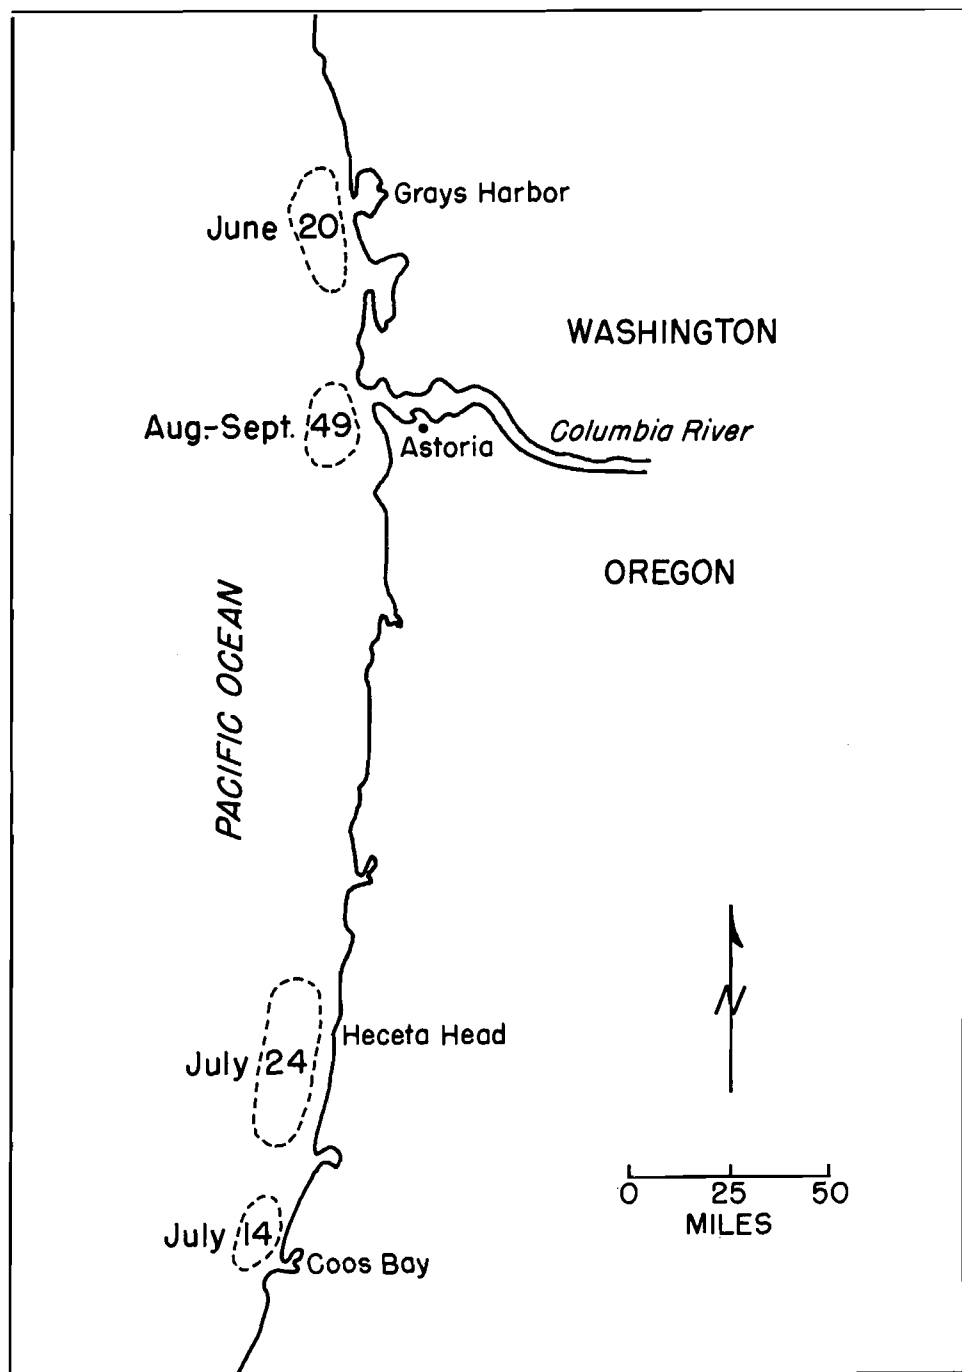 Grays Harbor
June 20
WASHINGTON
Aug.-Sept. 49
Astoria
Columbia River
OREGON
PACIFIC OCEAN
N
Heceta Head
July 24
July 14
Coos Bay
0 25 50
MILES